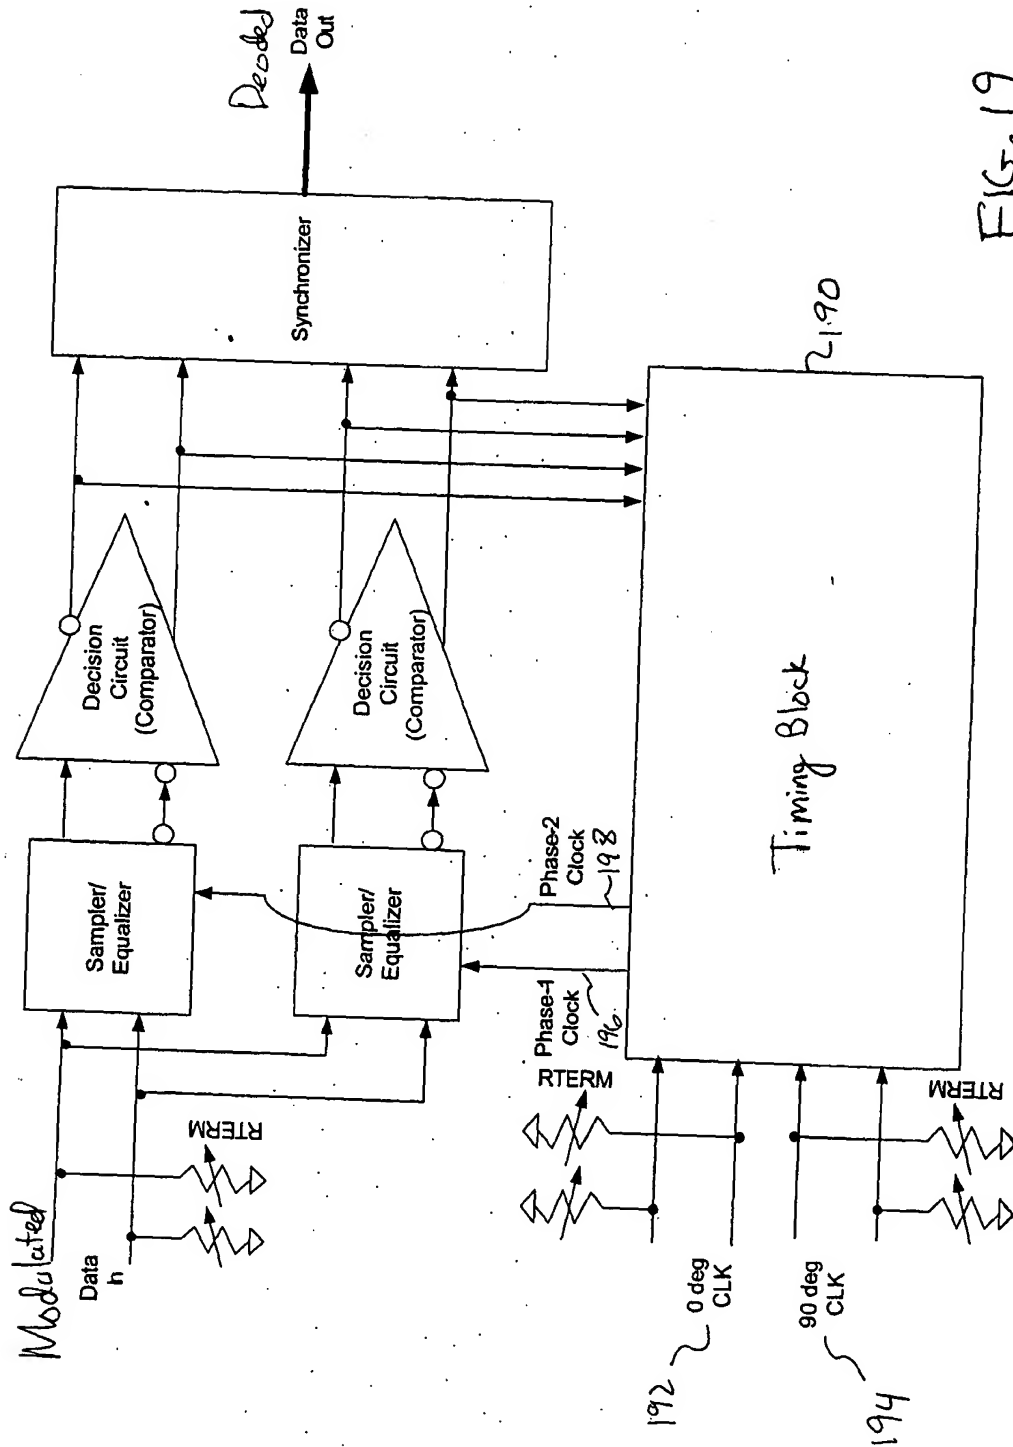 Modulated
Data
In
RTERM
Sampler/
Equalizer
Sampler/
Equalizer
Decision
Circuit
(Comparator)
Decision
Circuit
(Comparator)
Synchronizer
Decoded
Data
Out
Phase-1
Clock
196
Phase-2
Clock
198
RTERM
192
0 deg
CLK
90 deg
CLK
194
RTERM
Timing Block
190
FIG. 19